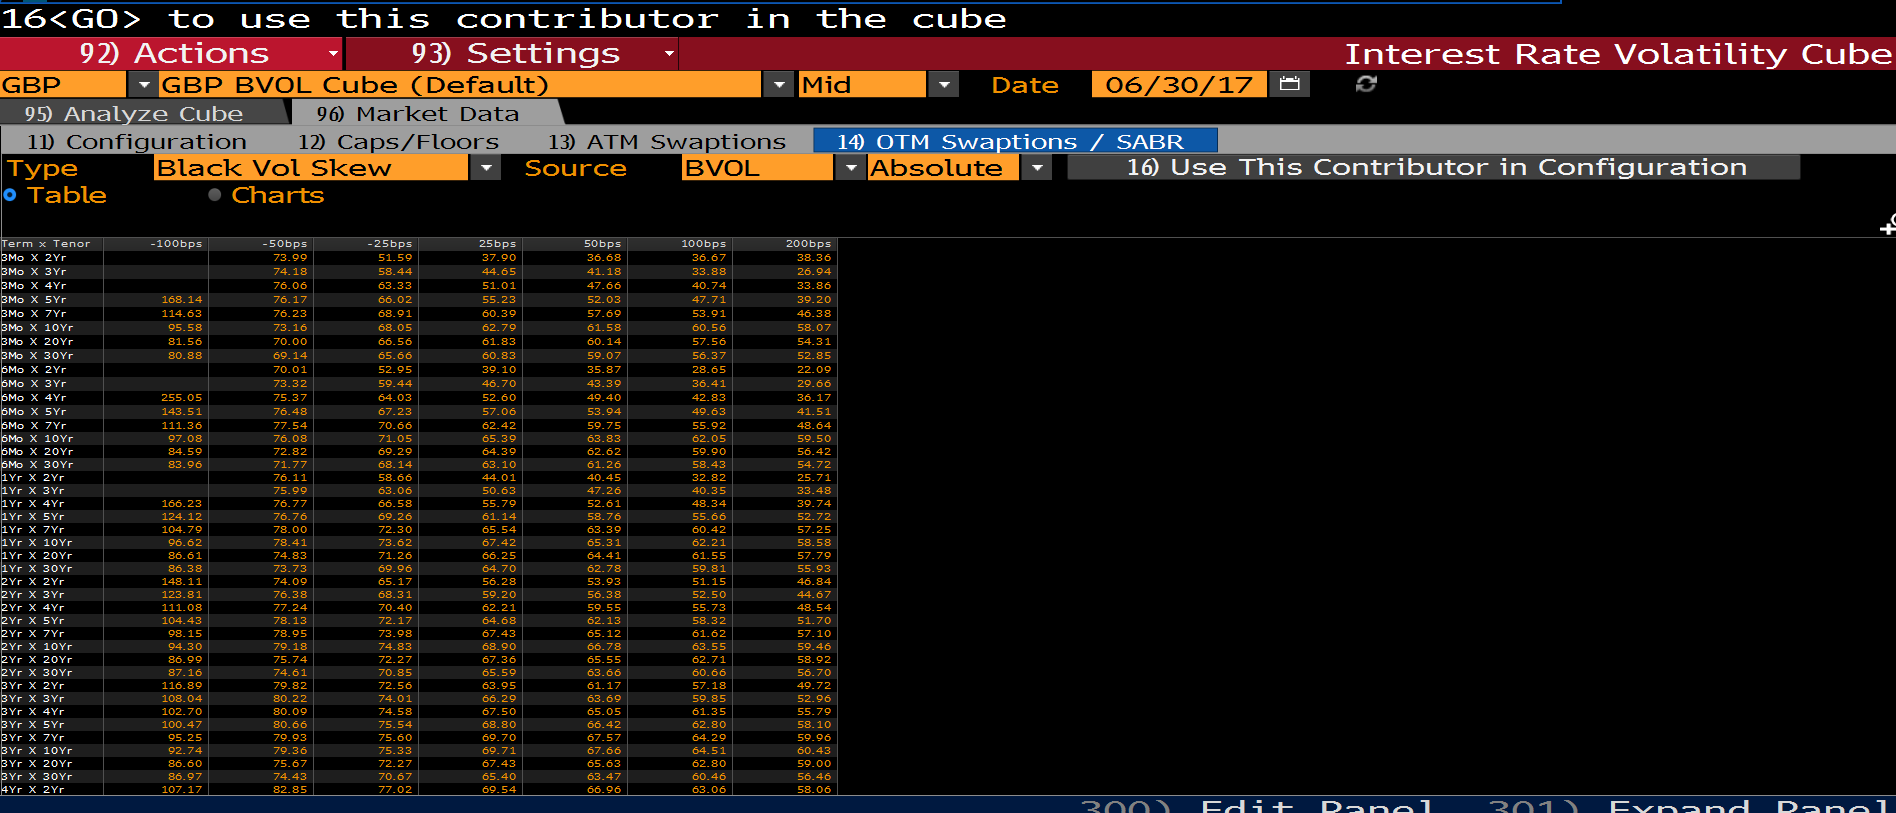 16<GO> to use this contributor in the cube
92) Actions 93) Settings Interest Rate Volatility Cube
GBP GBP BVOL Cube (Default) Mid Date 06/30/17
95) Analyze Cube 96) Market Data
11) Configuration 12) Caps/Floors 13) ATM Swaptions 14) OTM Swaptions / SABR
Type Black Vol Skew Source BVOL Absolute 16) Use This Contributor in Configuration
Table Charts
Term x Tenor -100bps -50bps -25bps 25bps 50bps 100bps 200bps
3Mo X 2Yr 73.99 51.59 37.90 36.68 36.67 38.36
3Mo X 3Yr 74.18 58.44 44.65 41.18 33.88 26.94
3Mo X 4Yr 76.06 63.33 51.01 47.66 40.74 33.86
3Mo X 5Yr 168.14 76.17 66.02 55.23 52.03 47.71 39.20
3Mo X 7Yr 114.63 76.23 68.91 60.39 57.69 53.91 46.38
3Mo X 10Yr 95.58 73.16 68.05 62.79 61.58 60.56 58.07
3Mo X 20Yr 81.56 70.00 66.56 61.83 60.14 57.56 54.31
3Mo X 30Yr 80.88 69.14 65.66 60.83 59.07 56.37 52.85
6Mo X 2Yr 70.01 52.95 39.10 35.87 28.65 22.09
6Mo X 3Yr 73.32 59.44 46.70 43.39 36.41 29.66
6Mo X 4Yr 255.05 75.37 64.03 52.60 49.40 42.83 36.17
6Mo X 5Yr 143.51 76.48 67.23 57.06 53.94 49.63 41.51
6Mo X 7Yr 111.36 77.54 70.66 62.42 59.75 55.92 48.64
6Mo X 10Yr 97.08 76.08 71.05 65.39 63.83 62.05 59.50
6Mo X 20Yr 84.59 72.82 69.29 64.39 62.62 59.90 56.42
6Mo X 30Yr 83.96 71.77 68.14 63.10 61.26 58.43 54.72
1Yr X 2Yr 76.11 58.66 44.01 40.45 32.82 25.71
1Yr X 3Yr 75.99 63.06 50.63 47.26 40.35 33.48
1Yr X 4Yr 166.23 76.77 66.58 55.79 52.61 48.34 39.74
1Yr X 5Yr 124.12 76.76 69.26 61.14 58.76 55.66 52.72
1Yr X 7Yr 104.79 78.00 72.30 65.54 63.39 60.42 57.25
1Yr X 10Yr 96.62 78.41 73.62 67.42 65.31 62.21 58.58
1Yr X 20Yr 86.61 74.83 71.26 66.25 64.41 61.55 57.79
1Yr X 30Yr 86.38 73.73 69.96 64.70 62.78 59.81 55.93
2Yr X 2Yr 148.11 74.09 65.17 56.28 53.93 51.15 46.84
2Yr X 3Yr 123.81 76.38 68.31 59.20 56.38 52.50 44.67
2Yr X 4Yr 111.08 77.24 70.40 62.21 59.55 55.73 48.54
2Yr X 5Yr 104.43 78.13 72.17 64.68 62.13 58.32 51.70
2Yr X 7Yr 98.15 78.95 73.98 67.43 65.12 61.62 57.10
2Yr X 10Yr 94.30 79.18 74.83 68.90 66.78 63.55 59.46
2Yr X 20Yr 86.99 75.74 72.27 67.36 65.55 62.71 58.92
2Yr X 30Yr 87.16 74.61 70.85 65.59 63.66 60.66 56.70
3Yr X 2Yr 116.89 79.82 72.56 63.95 61.17 57.18 49.72
3Yr X 3Yr 108.04 80.22 74.01 66.29 63.69 59.85 52.96
3Yr X 4Yr 102.70 80.09 74.58 67.50 65.05 61.35 55.79
3Yr X 5Yr 100.47 80.66 75.54 68.80 66.42 62.80 58.10
3Yr X 7Yr 95.25 79.93 75.60 69.70 67.57 64.29 59.96
3Yr X 10Yr 92.74 79.36 75.33 69.71 67.66 64.51 60.43
3Yr X 20Yr 86.60 75.67 72.27 67.43 65.63 62.80 59.00
3Yr X 30Yr 86.97 74.43 70.67 65.40 63.47 60.46 56.46
4Yr X 2Yr 107.17 82.85 77.02 69.54 66.96 63.06 58.06
300) Edit Panel 301) Expand Panel